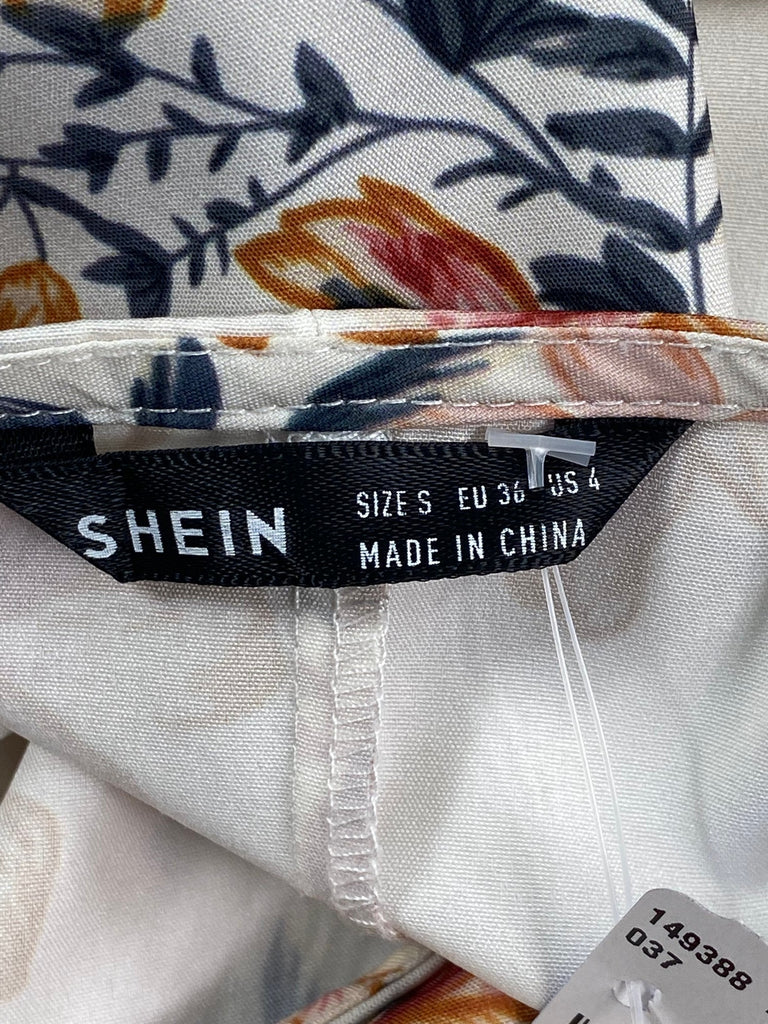 SHEIN
SIZE S EU 36 US 4
MADE IN CHINA
149388
037